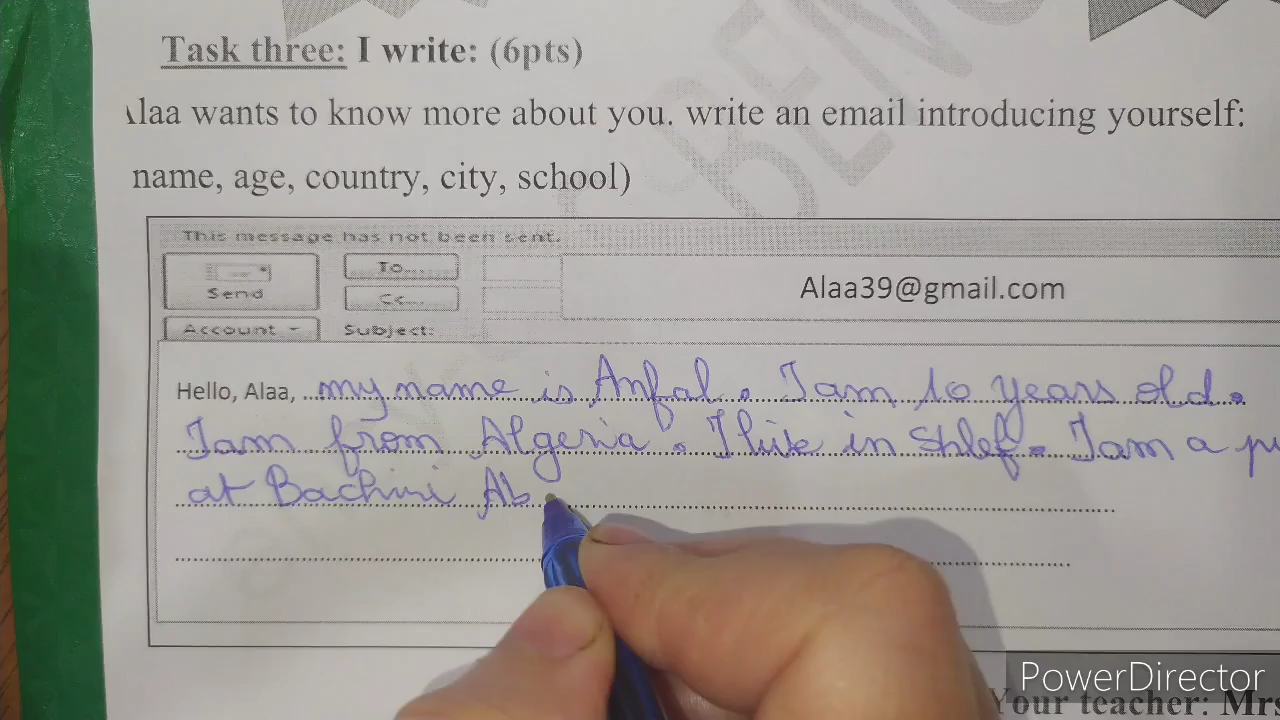 Task three: I write: (6pts)
Alaa wants to know more about you. write an email introducing yourself:
name, age, country, city, school)
This message has not been sent.
Send
To...
Alaa39@gmail.com
Cc...
Account
Subject:
Hello, Alaa, my name is Anfal. I am 10 years old.
I am from Algeria. I live in Shlef. I am a pu
at Bachiri Ab
PowerDirector
Your teacher: Mrs